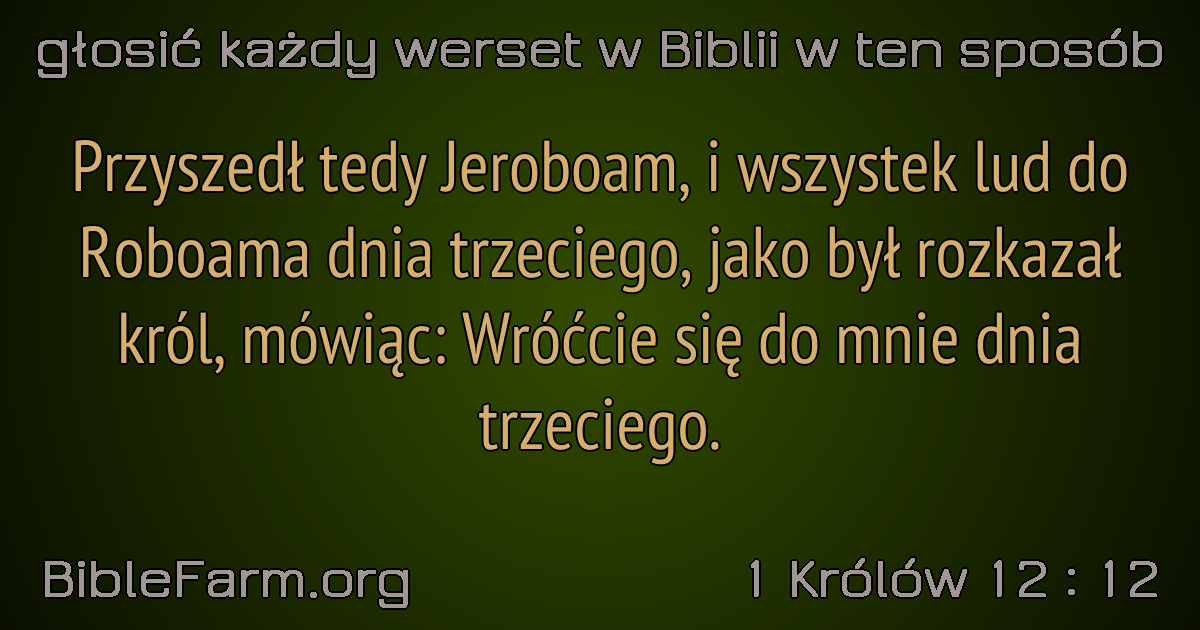 głosić każdy werset w Biblii w ten sposób
Przyszedł tedy Jeroboam, i wszystek lud do
Roboama dnia trzeciego, jako był rozkazał
król, mówiąc: Wróćcie się do mnie dnia
trzeciego.
BibleFarm.org
1 Królów 12 : 12